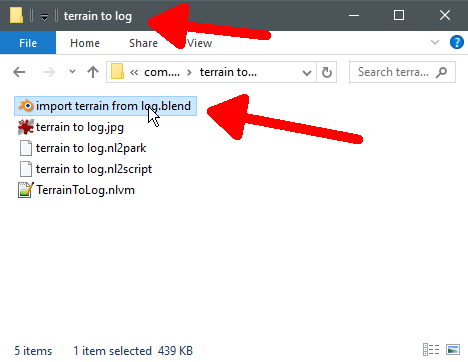 terrain to log
File Home Share View
« com.... › terrain to...
Search terra...
import terrain from log.blend
terrain to log.jpg
terrain to log.nl2park
terrain to log.nl2script
TerrainToLog.nlvm
5 items 1 item selected 439 KB